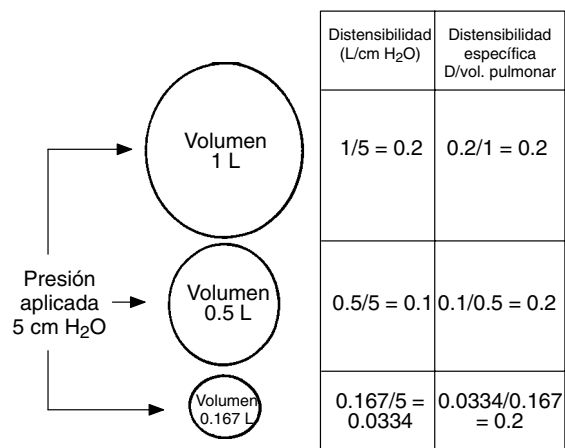 Distensibilidad
(L/cm H₂O)
Distensibilidad
específica
D/vol. pulmonar
Volumen
1 L
1/5 = 0.2
0.2/1 = 0.2
Presión
aplicada
5 cm H₂O
Volumen
0.5 L
0.5/5 = 0.1
0.1/0.5 = 0.2
Volumen
0.167 L
0.167/5 =
0.0334
0.0334/0.167
= 0.2